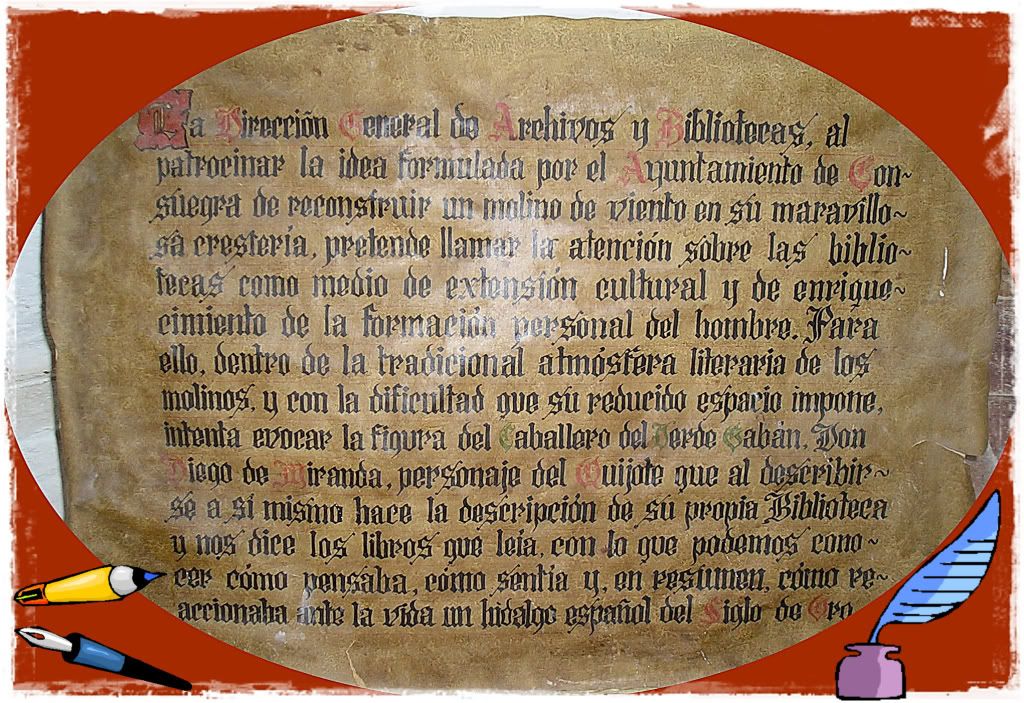 La Dirección General de Archivos y Bibliotecas, al
patrocinar la idea formulada por el Ayuntamiento de Con-
suegra de reconstruir un molino de viento en su maravillo-
sa crestería, pretende llamar la atención sobre las biblio-
tecas como medio de extensión cultural y de enrique-
cimiento de la formación personal del hombre. Para
ello, dentro de la tradicional atmósfera literaria de los
molinos, y con la dificultad que su reducido espacio impone,
intenta evocar la figura del Caballero del Verde Gabán. Don
Diego de Miranda, personaje del Quijote que al describir-
se a sí mismo hace la descripción de su propia Biblioteca
y nos dice los libros que leía, con lo que podemos cono-
cer cómo pensaba, cómo sentía y, en resumen, cómo re-
accionaba ante la vida un hidalgo español del Siglo de Oro